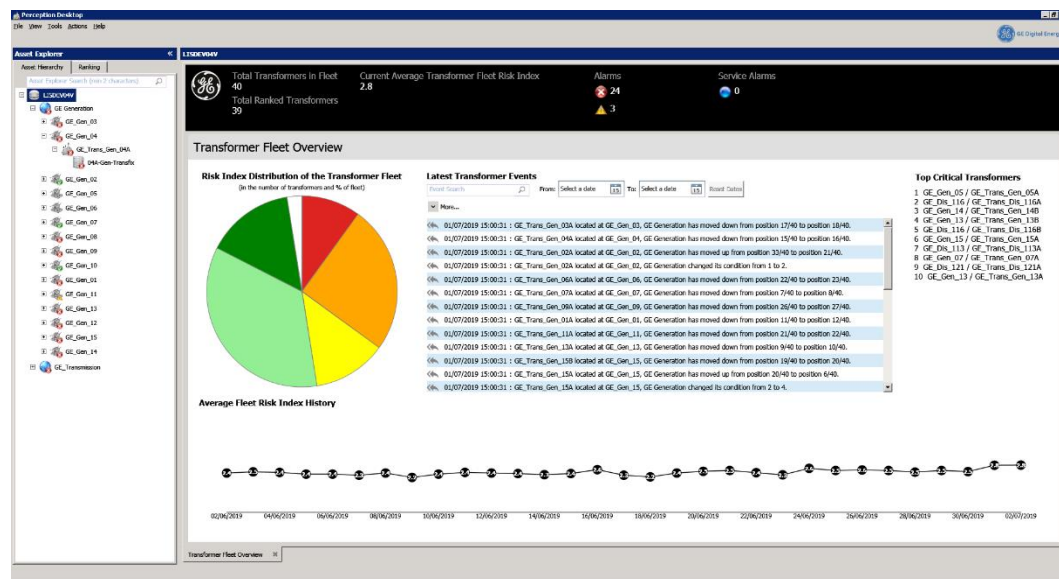 Perception Desktop
File View Tools Actions Help
GE Digital Energy
Asset Explorer «
LISDEV04V
Asset Hierarchy Ranking
Asset Explorer Search (min 2 characters)
LISDEV04V
GE Generation
GE_Gen_03
GE_Gen_04
GE_Trans_Gen_04A
04A-Gen-Transfix
GE_Gen_02
GE_Gen_05
GE_Gen_06
GE_Gen_07
GE_Gen_08
GE_Gen_09
GE_Gen_10
GE_Gen_01
GE_Gen_11
GE_Gen_13
GE_Gen_12
GE_Gen_15
GE_Gen_14
GE_Transmission
Total Transformers in Fleet
40
Total Ranked Transformers
39
Current Average Transformer Fleet Risk Index
2.8
Alarms
24
3
Service Alarms
0
Transformer Fleet Overview
Risk Index Distribution of the Transformer Fleet
(in the number of transformers and % of fleet)
Latest Transformer Events
Event Search From: Select a date 15 To: Select a date 15 Reset Dates
More...
01/07/2019 15:00:31 : GE_Trans_Gen_03A located at GE_Gen_03, GE Generation has moved down from position 17/40 to position 18/40.
01/07/2019 15:00:31 : GE_Trans_Gen_04A located at GE_Gen_04, GE Generation has moved down from position 15/40 to position 16/40.
01/07/2019 15:00:31 : GE_Trans_Gen_02A located at GE_Gen_02, GE Generation has moved up from position 33/40 to position 21/40.
01/07/2019 15:00:31 : GE_Trans_Gen_02A located at GE_Gen_02, GE Generation changed its condition from 1 to 2.
01/07/2019 15:00:31 : GE_Trans_Gen_06A located at GE_Gen_06, GE Generation has moved down from position 22/40 to position 23/40.
01/07/2019 15:00:31 : GE_Trans_Gen_07A located at GE_Gen_07, GE Generation has moved down from position 7/40 to position 8/40.
01/07/2019 15:00:31 : GE_Trans_Gen_09A located at GE_Gen_09, GE Generation has moved down from position 26/40 to position 27/40.
01/07/2019 15:00:31 : GE_Trans_Gen_01A located at GE_Gen_01, GE Generation has moved down from position 11/40 to position 12/40.
01/07/2019 15:00:31 : GE_Trans_Gen_11A located at GE_Gen_11, GE Generation has moved down from position 21/40 to position 22/40.
01/07/2019 15:00:31 : GE_Trans_Gen_13A located at GE_Gen_13, GE Generation has moved down from position 9/40 to position 10/40.
01/07/2019 15:00:31 : GE_Trans_Gen_15B located at GE_Gen_15, GE Generation has moved down from position 19/40 to position 20/40.
01/07/2019 15:00:31 : GE_Trans_Gen_15A located at GE_Gen_15, GE Generation has moved up from position 20/40 to position 6/40.
01/07/2019 15:00:31 : GE_Trans_Gen_15A located at GE_Gen_15, GE Generation changed its condition from 2 to 4.
Top Critical Transformers
1 GE_Gen_05 / GE_Trans_Gen_05A
2 GE_Dis_116 / GE_Trans_Dis_116A
3 GE_Gen_14 / GE_Trans_Gen_14B
4 GE_Gen_13 / GE_Trans_Gen_13B
5 GE_Dis_116 / GE_Trans_Dis_116B
6 GE_Gen_15 / GE_Trans_Gen_15A
7 GE_Dis_113 / GE_Trans_Dis_113A
8 GE_Gen_07 / GE_Trans_Gen_07A
9 GE_Dis_121 / GE_Trans_Dis_121A
10 GE_Gen_13 / GE_Trans_Gen_13A
Average Fleet Risk Index History
02/06/2019 04/06/2019 06/06/2019 08/06/2019 10/06/2019 12/06/2019 14/06/2019 16/06/2019 18/06/2019 20/06/2019 22/06/2019 24/06/2019 26/06/2019 28/06/2019 30/06/2019 02/07/2019
Transformer Fleet Overview